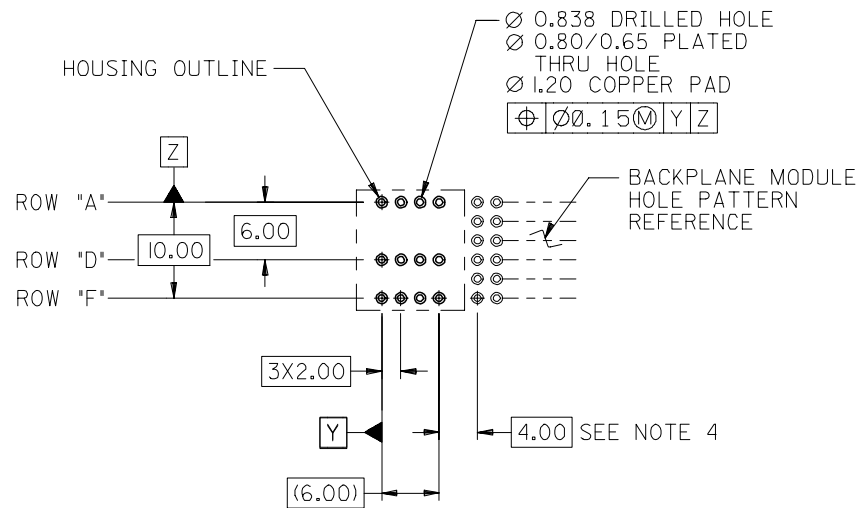 Ø 0.838 DRILLED HOLE
Ø 0.80/0.65 PLATED
THRU HOLE
Ø 1.20 COPPER PAD
⌖ Ø0.15Ⓜ Y Z
HOUSING OUTLINE
Z
BACKPLANE MODULE
HOLE PATTERN
REFERENCE
ROW "A"
6.00
10.00
ROW "D"
ROW "F"
3X2.00
Y
4.00 SEE NOTE 4
(6.00)